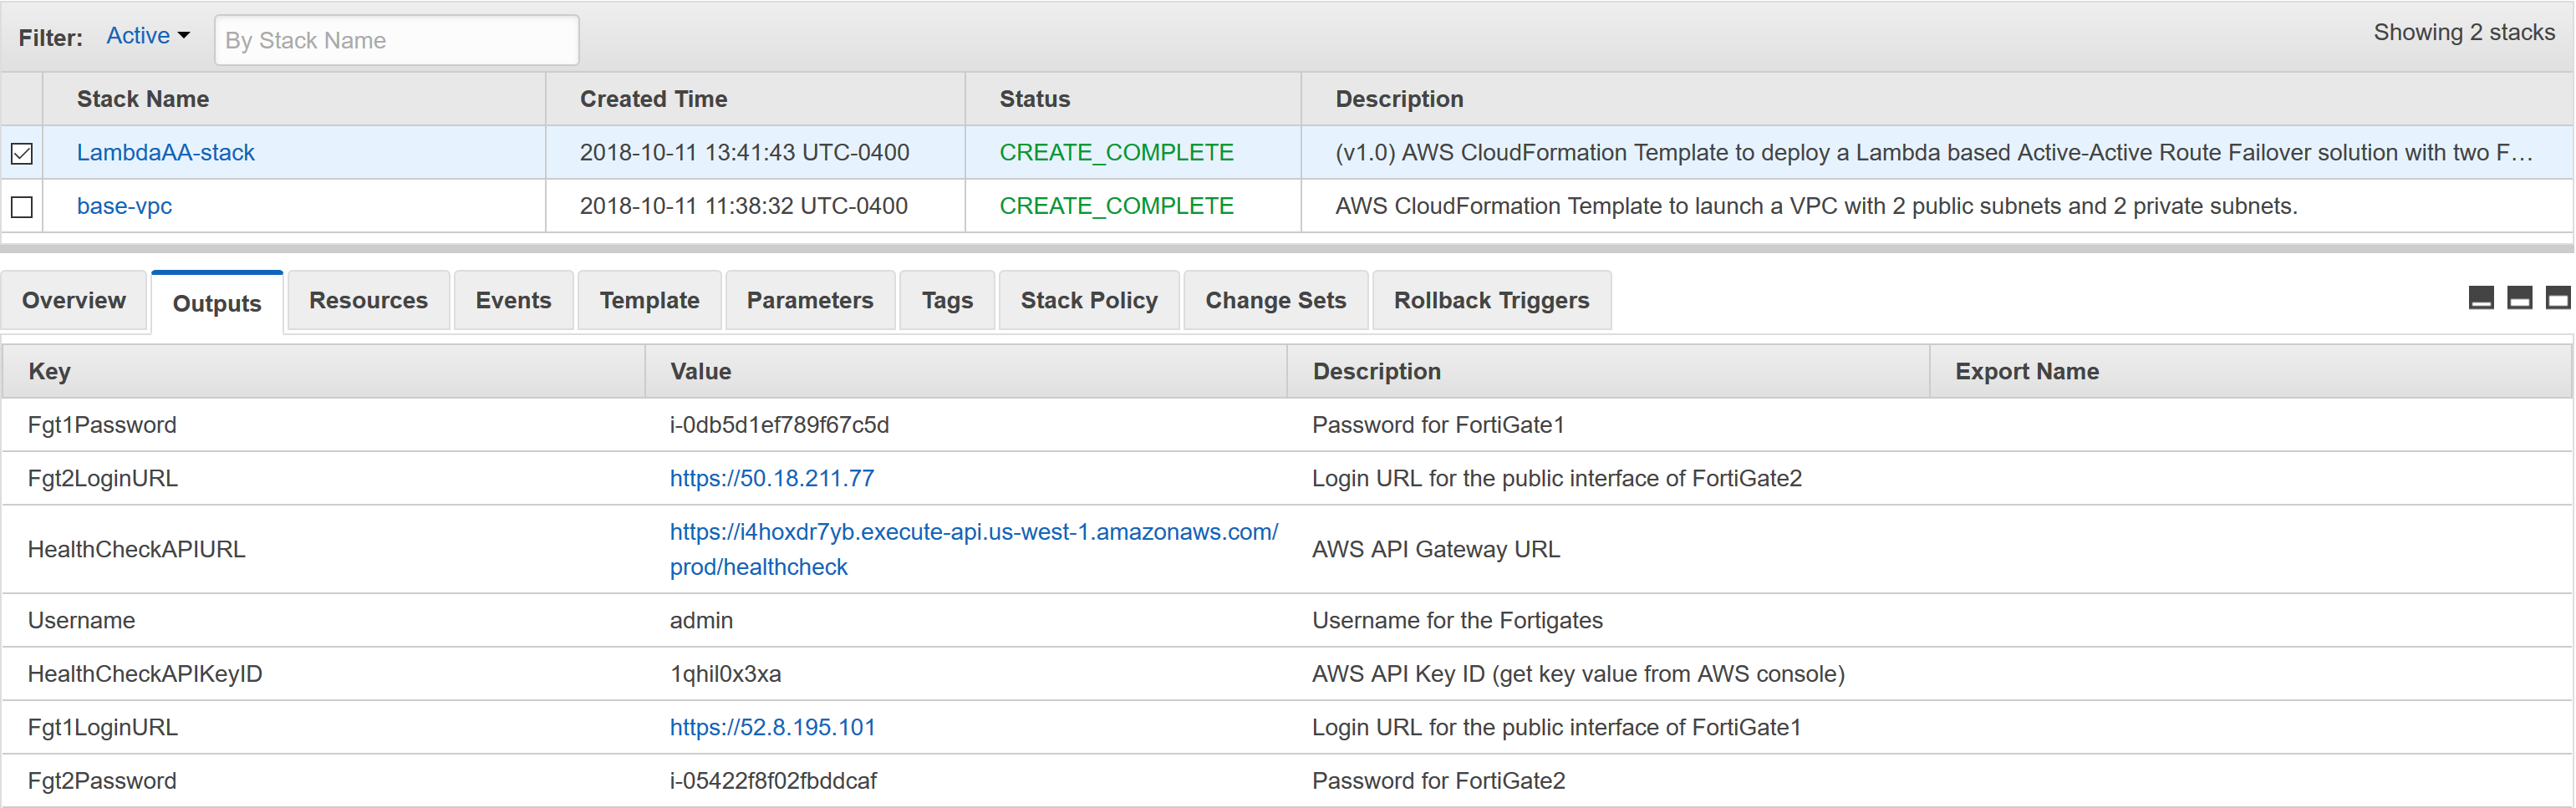 Filter: Active By Stack Name Showing 2 stacks
Stack Name Created Time Status Description
LambdaAA-stack 2018-10-11 13:41:43 UTC-0400 CREATE_COMPLETE (v1.0) AWS CloudFormation Template to deploy a Lambda based Active-Active Route Failover solution with two F…
base-vpc 2018-10-11 11:38:32 UTC-0400 CREATE_COMPLETE AWS CloudFormation Template to launch a VPC with 2 public subnets and 2 private subnets.
Overview Outputs Resources Events Template Parameters Tags Stack Policy Change Sets Rollback Triggers
Key Value Description Export Name
Fgt1Password i-0db5d1ef789f67c5d Password for FortiGate1
Fgt2LoginURL https://50.18.211.77 Login URL for the public interface of FortiGate2
HealthCheckAPIURL https://i4hoxdr7yb.execute-api.us-west-1.amazonaws.com/ AWS API Gateway URL
prod/healthcheck
Username admin Username for the Fortigates
HealthCheckAPIKeyID 1qhil0x3xa AWS API Key ID (get key value from AWS console)
Fgt1LoginURL https://52.8.195.101 Login URL for the public interface of FortiGate1
Fgt2Password i-05422f8f02fbddcaf Password for FortiGate2